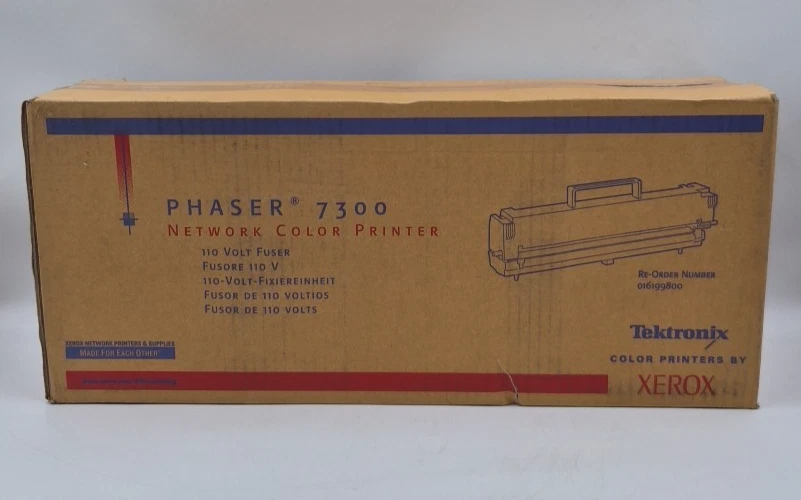 PHASER® 7300
NETWORK COLOR PRINTER
110 VOLT FUSER
FUSORE 110 V
110-VOLT-FIXIEREINHEIT
FUSOR DE 110 VOLTIOS
FUSOR DE 110 VOLTS
RE-ORDER NUMBER
016199800
XEROX NETWORK PRINTERS & SUPPLIES
MADE FOR EACH OTHER™
Tektronix
COLOR PRINTERS BY
XEROX